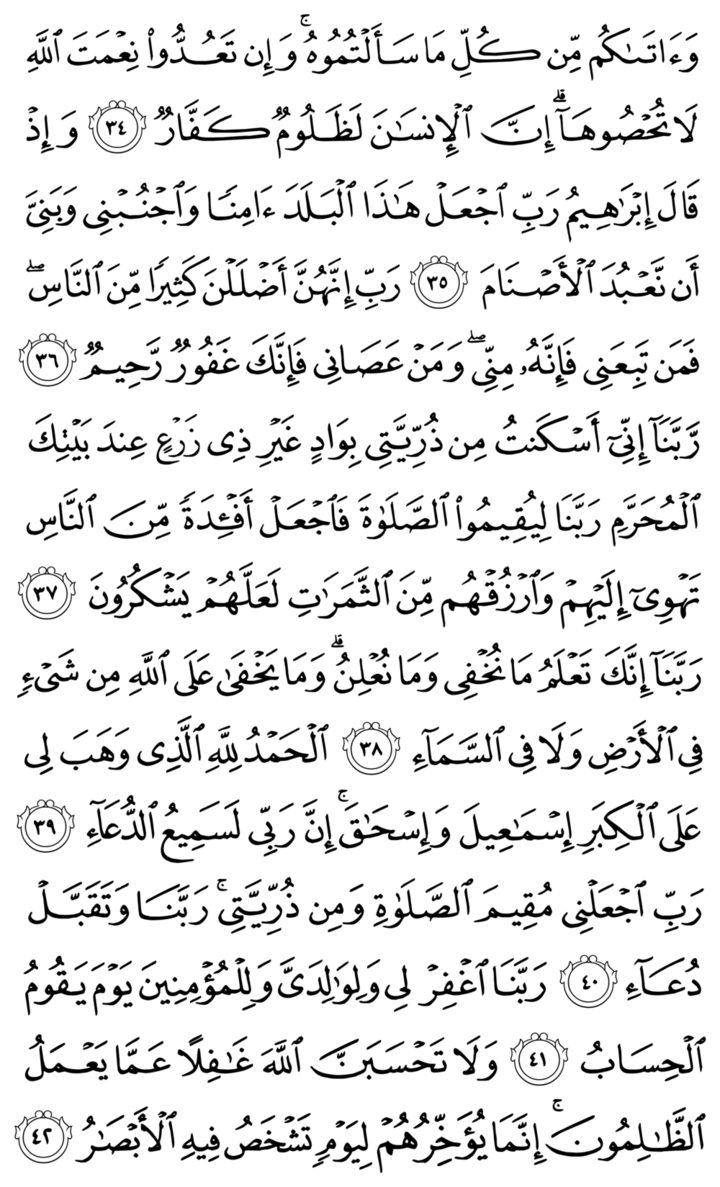 وَءَاتَىٰكُم مِّن كُلِّ مَا سَأَلۡتُمُوهُۚ وَإِن تَعُدُّواْ نِعۡمَتَ ٱللَّهِ
لَا تُحۡصُوهَآۗ إِنَّ ٱلۡإِنسَٰنَ لَظَلُومٞ كَفَّارٞ ٣٤ وَإِذۡ
قَالَ إِبۡرَٰهِيمُ رَبِّ ٱجۡعَلۡ هَٰذَا ٱلۡبَلَدَ ءَامِنٗا وَٱجۡنُبۡنِي وَبَنِيَّ
أَن نَّعۡبُدَ ٱلۡأَصۡنَامَ ٣٥ رَبِّ إِنَّهُنَّ أَضۡلَلۡنَ كَثِيرٗا مِّنَ ٱلنَّاسِۖ
فَمَن تَبِعَنِي فَإِنَّهُۥ مِنِّيۖ وَمَنۡ عَصَانِي فَإِنَّكَ غَفُورٞ رَّحِيمٞ ٣٦
رَّبَّنَآ إِنِّيٓ أَسۡكَنتُ مِن ذُرِّيَّتِي بِوَادٍ غَيۡرِ ذِي زَرۡعٍ عِندَ بَيۡتِكَ
ٱلۡمُحَرَّمِ رَبَّنَا لِيُقِيمُواْ ٱلصَّلَوٰةَ فَٱجۡعَلۡ أَفۡـِٔدَةٗ مِّنَ ٱلنَّاسِ
تَهۡوِيٓ إِلَيۡهِمۡ وَٱرۡزُقۡهُم مِّنَ ٱلثَّمَرَٰتِ لَعَلَّهُمۡ يَشۡكُرُونَ ٣٧
رَبَّنَآ إِنَّكَ تَعۡلَمُ مَا نُخۡفِي وَمَا نُعۡلِنُۗ وَمَا يَخۡفَىٰ عَلَى ٱللَّهِ مِن شَيۡءٖ
فِي ٱلۡأَرۡضِ وَلَا فِي ٱلسَّمَآءِ ٣٨ ٱلۡحَمۡدُ لِلَّهِ ٱلَّذِي وَهَبَ لِي
عَلَى ٱلۡكِبَرِ إِسۡمَٰعِيلَ وَإِسۡحَٰقَۚ إِنَّ رَبِّي لَسَمِيعُ ٱلدُّعَآءِ ٣٩
رَبِّ ٱجۡعَلۡنِي مُقِيمَ ٱلصَّلَوٰةِ وَمِن ذُرِّيَّتِيۚ رَبَّنَا وَتَقَبَّلۡ
دُعَآءِ ٤٠ رَبَّنَا ٱغۡفِرۡ لِي وَلِوَٰلِدَيَّ وَلِلۡمُؤۡمِنِينَ يَوۡمَ يَقُومُ
ٱلۡحِسَابُ ٤١ وَلَا تَحۡسَبَنَّ ٱللَّهَ غَٰفِلًا عَمَّا يَعۡمَلُ
ٱلظَّٰلِمُونَۚ إِنَّمَا يُؤَخِّرُهُمۡ لِيَوۡمٖ تَشۡخَصُ فِيهِ ٱلۡأَبۡصَٰرُ ٤٢